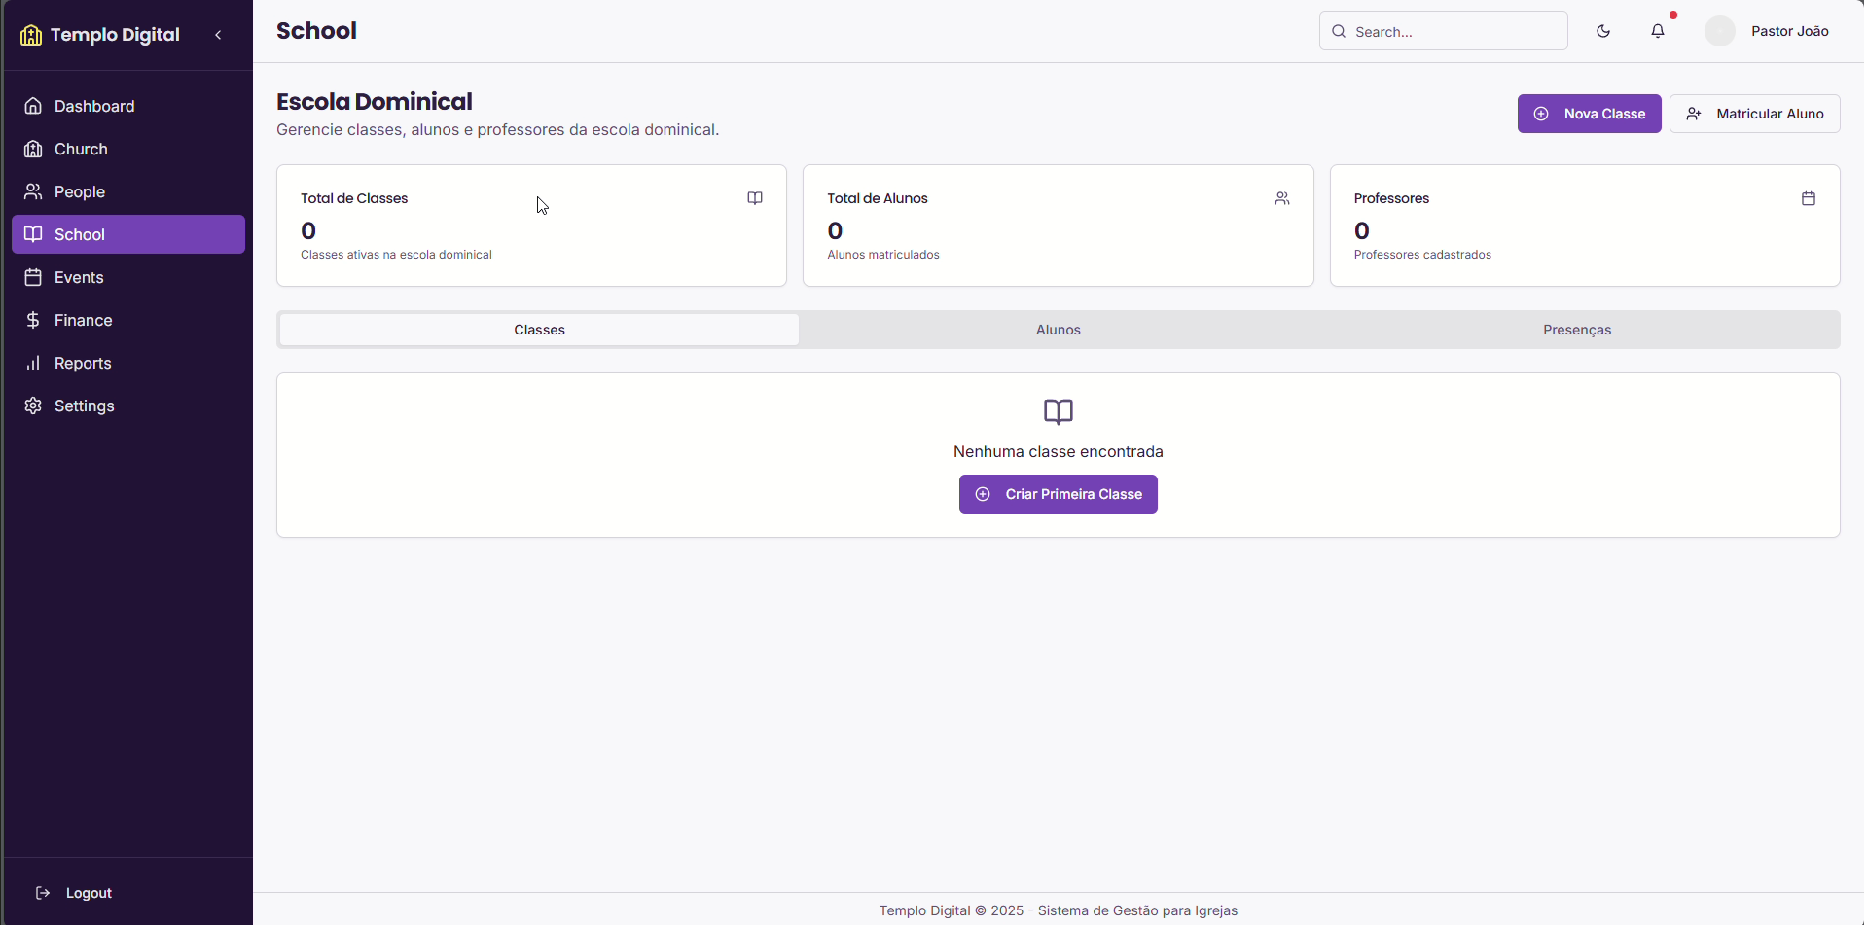 Templo Digital
Dashboard
Church
People
School
Events
Finance
Reports
Settings
Logout
School
Search...
Pastor João
Escola Dominical
Gerencie classes, alunos e professores da escola dominical.
Nova Classe
Matricular Aluno
Total de Classes
0
Classes ativas na escola dominical
Total de Alunos
0
Alunos matriculados
Professores
0
Professores cadastrados
Classes
Alunos
Presenças
Nenhuma classe encontrada
Criar Primeira Classe
Templo Digital © 2025 - Sistema de Gestão para Igrejas